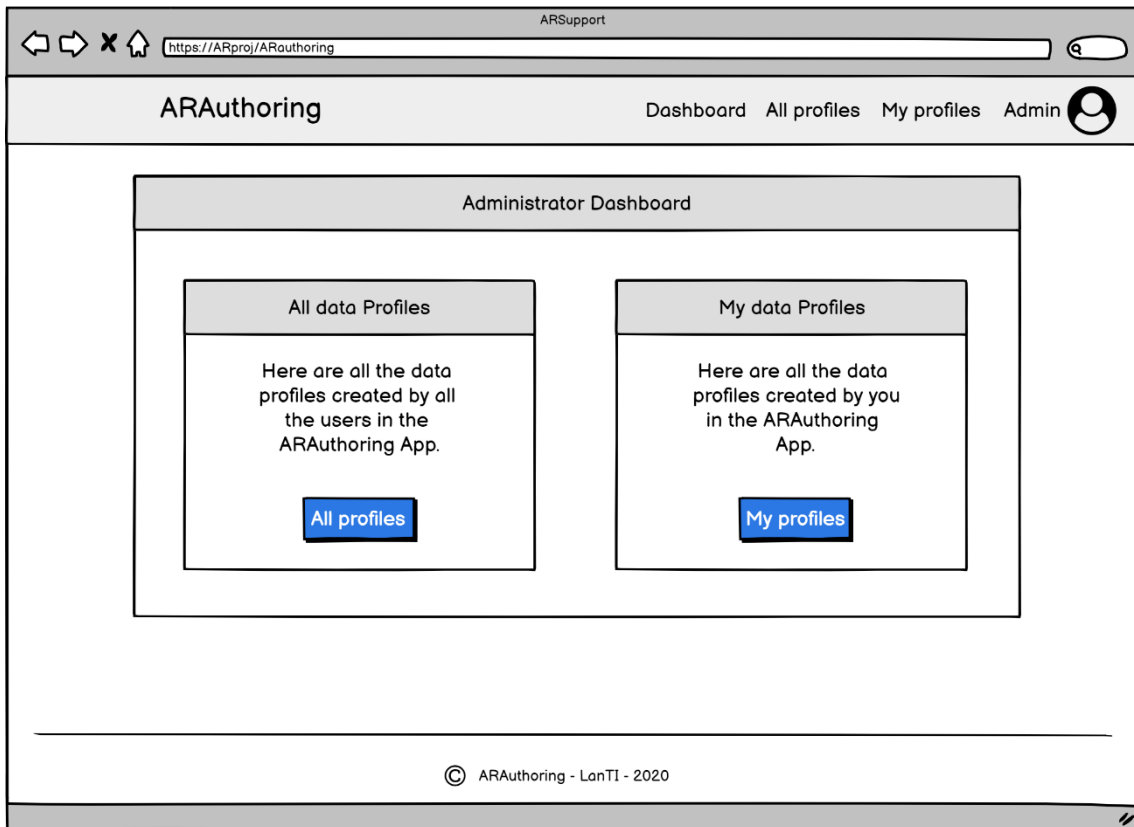 ARSupport
https://ARproj/ARauthoring
ARAuthoring
Dashboard All profiles My profiles Admin
Administrator Dashboard
All data Profiles
Here are all the data
profiles created by all
the users in the
ARAuthoring App.
All profiles
My data Profiles
Here are all the data
profiles created by you
in the ARAuthoring
App.
My profiles
© ARAuthoring - LanTI - 2020